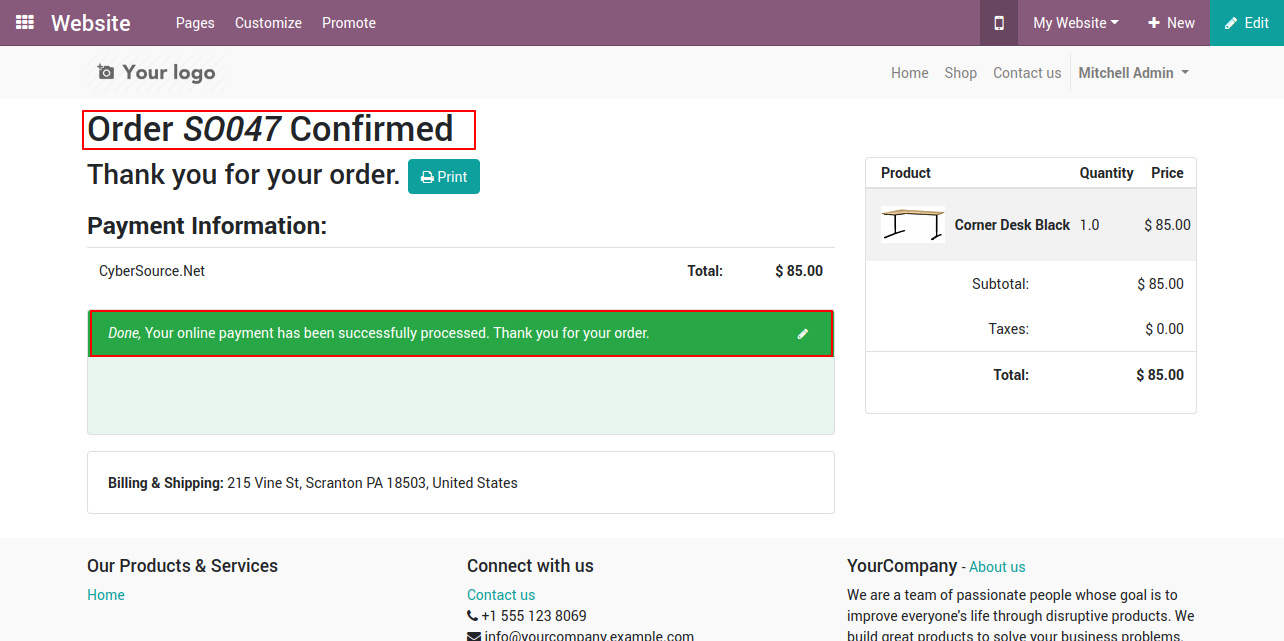 Website Pages Customize Promote My Website New Edit
Your logo Home Shop Contact us Mitchell Admin
Order SO047 Confirmed
Thank you for your order. Print
Payment Information:
CyberSource.Net Total: $ 85.00
Done, Your online payment has been successfully processed. Thank you for your order.
Billing & Shipping: 215 Vine St, Scranton PA 18503, United States
Product Quantity Price
Corner Desk Black 1.0 $ 85.00
Subtotal: $ 85.00
Taxes: $ 0.00
Total: $ 85.00
Our Products & Services
Home
Connect with us
Contact us
+1 555 123 8069
info@yourcompany.example.com
YourCompany - About us
We are a team of passionate people whose goal is to
improve everyone's life through disruptive products. We
build great products to solve your business problems.